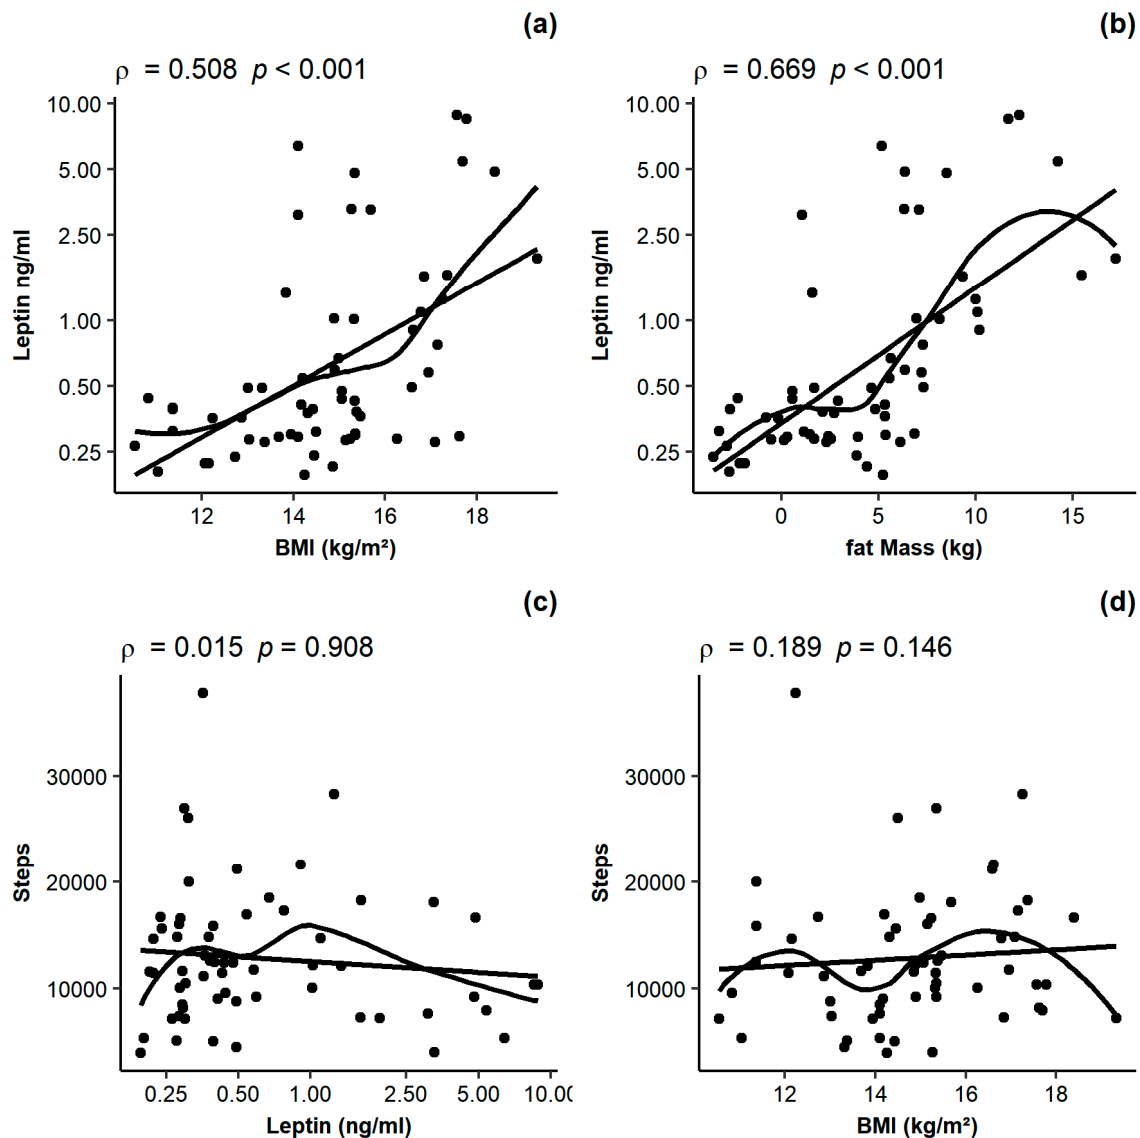 (a)
ρ = 0.508 p < 0.001
10.00
5.00
2.50
1.00
0.50
0.25
Leptin ng/ml
12 14 16 18
BMI (kg/m²)
(b)
ρ = 0.669 p < 0.001
10.00
5.00
2.50
1.00
0.50
0.25
Leptin ng/ml
0 5 10 15
fat Mass (kg)
(c)
ρ = 0.015 p = 0.908
30000
20000
10000
Steps
0.25 0.50 1.00 2.50 5.00 10.00
Leptin (ng/ml)
(d)
ρ = 0.189 p = 0.146
30000
20000
10000
Steps
12 14 16 18
BMI (kg/m²)